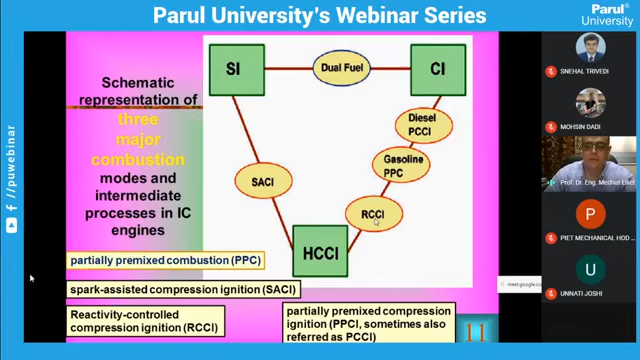 Parul University's Webinar Series
Parul®
University
/puwebinar
Schematic
representation of
three
major
combustion
modes and
intermediate
processes in IC
engines
SI
Dual Fuel
CI
Diesel
PCCI
Gasoline
PPC
SACI
RCCI
HCCI
partially premixed combustion (PPC)
spark-assisted compression ignition (SACI)
Reactivity-controlled
compression ignition (RCCI)
partially premixed compression
ignition (PPCI, sometimes also
referred as PCCI)
11
SNEHAL TRIVEDI
MOHSIN DADI
Prof. Dr. Eng. Medhat Elkel
P
PIET MECHANICAL HOD
U
UNNATI JOSHI
meet.google.com